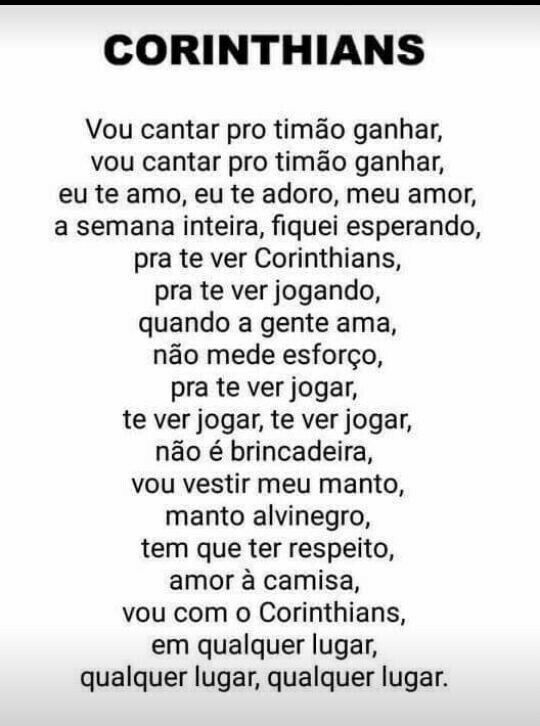 CORINTHIANS
Vou cantar pro timão ganhar,
vou cantar pro timão ganhar,
eu te amo, eu te adoro, meu amor,
a semana inteira, fiquei esperando,
pra te ver Corinthians,
pra te ver jogando,
quando a gente ama,
não mede esforço,
pra te ver jogar,
te ver jogar, te ver jogar,
não é brincadeira,
vou vestir meu manto,
manto alvinegro,
tem que ter respeito,
amor à camisa,
vou com o Corinthians,
em qualquer lugar,
qualquer lugar, qualquer lugar.